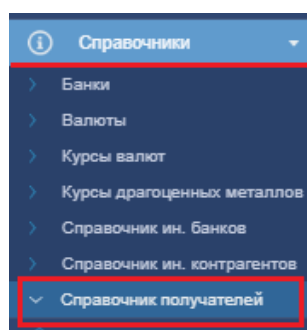 Справочники
Банки
Валюты
Курсы валют
Курсы драгоценных металлов
Справочник ин. банков
Справочник ин. контрагентов
Справочник получателей